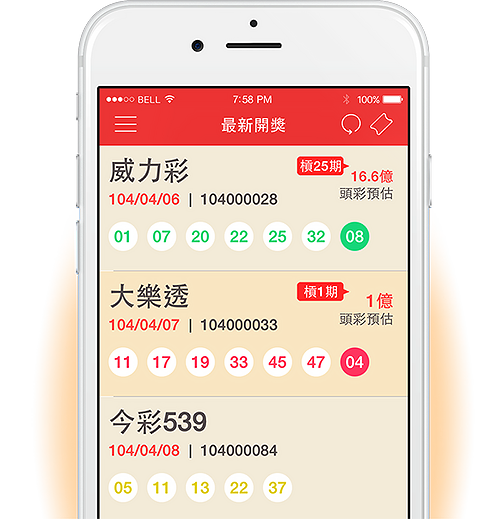 BELL 7:58 PM 100%
最新開獎
威力彩 槓25期 16.6億
104/04/06 | 104000028 頭彩預估
01 07 20 22 25 32 08
大樂透 槓1期 1億
104/04/07 | 104000033 頭彩預估
11 17 19 33 45 47 04
今彩539
104/04/08 | 104000084
05 11 13 22 37